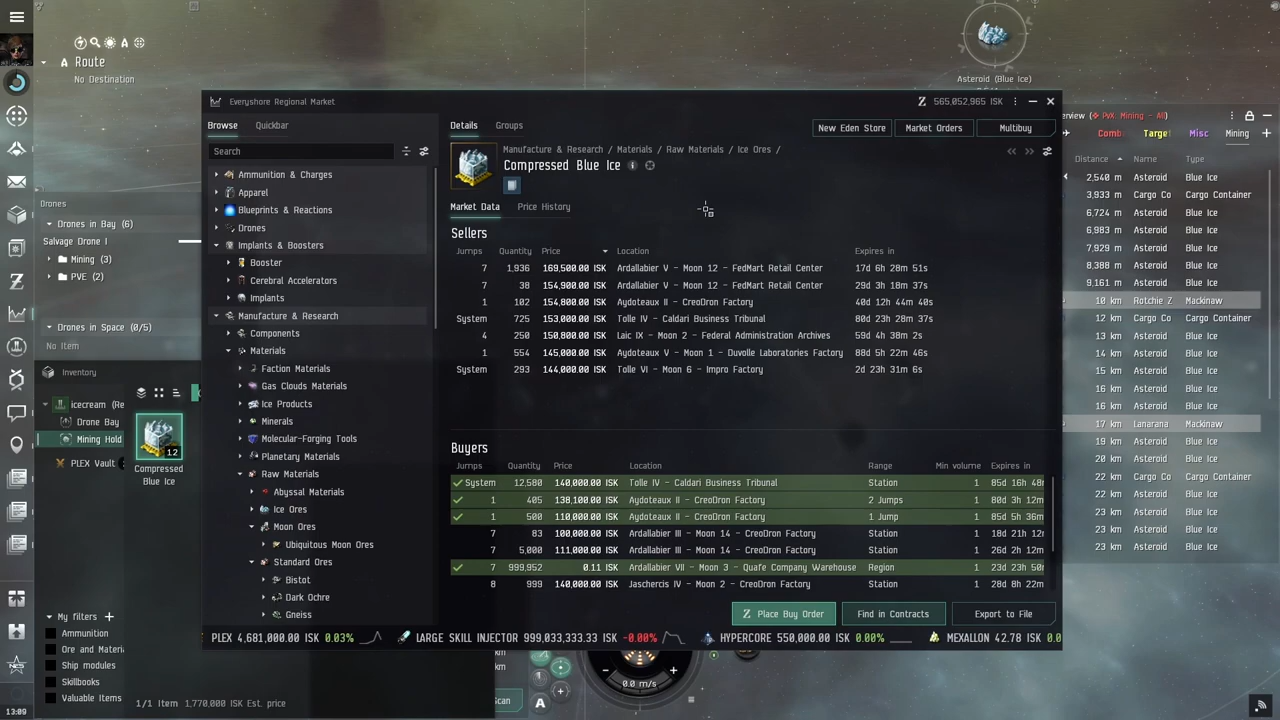 Route
No Destination
Asteroid (Blue Ice)
Everyshore Regional Market
565,052,965 ISK
Browse Quickbar
Search
Ammunition & Charges
Apparel
Blueprints & Reactions
Drones
Implants & Boosters
Booster
Cerebral Accelerators
Implants
Manufacture & Research
Components
Materials
Faction Materials
Gas Clouds Materials
Ice Products
Minerals
Molecular-Forging Tools
Planetary Materials
Raw Materials
Abyssal Materials
Ice Ores
Moon Ores
Ubiquitous Moon Ores
Standard Ores
Bistot
Dark Ochre
Gneiss
Details Groups
New Eden Store Market Orders Multibuy
Manufacture & Research / Materials / Raw Materials / Ice Ores /
Compressed Blue Ice
Market Data Price History
Sellers
Jumps Quantity Price Location Expires in
7 1,936 169,500.00 ISK Ardallabier V - Moon 12 - FedMart Retail Center 17d 6h 28m 51s
7 38 154,900.00 ISK Ardallabier V - Moon 12 - FedMart Retail Center 29d 3h 18m 37s
1 102 154,800.00 ISK Aydoteaux II - CreoDron Factory 40d 12h 44m 40s
System 725 153,000.00 ISK Tolle IV - Caldari Business Tribunal 80d 23h 28m 37s
4 250 150,800.00 ISK Laic IX - Moon 2 - Federal Administration Archives 59d 4h 38m 2s
1 554 145,000.00 ISK Aydoteaux V - Moon 1 - Duvolle Laboratories Factory 88d 5h 22m 46s
System 293 144,000.00 ISK Tolle VI - Moon 6 - Impro Factory 2d 23h 31m 6s
Buyers
Jumps Quantity Price Location Range Min volume Expires in
System 12,580 140,000.00 ISK Tolle IV - Caldari Business Tribunal Station 1 85d 16h 48
1 405 138,100.00 ISK Aydoteaux II - CreoDron Factory 2 Jumps 1 80d 3h 12m
1 500 110,000.00 ISK Aydoteaux II - CreoDron Factory 1 Jump 1 85d 5h 36m
7 83 100,000.00 ISK Ardallabier III - Moon 14 - CreoDron Factory Station 1 18d 21h 12
7 5,000 111,000.00 ISK Ardallabier III - Moon 14 - CreoDron Factory Station 1 26d 2h 12m
7 999,952 0.11 ISK Ardallabier VII - Moon 3 - Quafe Company Warehouse Region 1 23d 23h 50
8 999 140,000.00 ISK Jaschercis IV - Moon 2 - CreoDron Factory Station 1 28d 8h 22m
Place Buy Order Find in Contracts Export to File
PLEX 4,681,000.00 ISK 0.03% LARGE SKILL INJECTOR 999,033,333.33 ISK -0.00% HYPERCORE 550,000.00 ISK 0.00% MEXALLON 42.78 ISK 0.0
Drones
Drones in Bay (6)
Salvage Drone I
Mining (3)
PVE (2)
Drones in Space (0/5)
No Item
Inventory
icecream (Re
Drone Bay
Mining Hold
PLEX Vault
12
Compressed
Blue Ice
My filters
Ammunition
Ore and Materia
Ship modules
Skillbooks
Valuable Items
1/1 Item 1,770,000 ISK Est. price
13:09
can
A
km
km
0.0 m/s
erview (PvX: Mining - All)
Comb Target Misc Mining
Distance Name Type
2,540 m Asteroid Blue Ice
3,933 m Cargo Co Cargo Container
6,724 m Asteroid Blue Ice
6,983 m Asteroid Blue Ice
7,929 m Asteroid Blue Ice
8,388 m Asteroid Blue Ice
9,161 m Asteroid Blue Ice
10 km Rotchie Z Mackinaw
12 km Cargo Co Cargo Container
13 km Asteroid Blue Ice
14 km Asteroid Blue Ice
15 km Asteroid Blue Ice
16 km Asteroid Blue Ice
16 km Asteroid Blue Ice
17 km Lanarana Mackinaw
19 km Asteroid Blue Ice
20 km Asteroid Blue Ice
22 km Cargo Co Cargo Container
22 km Asteroid Blue Ice
23 km Asteroid Blue Ice
23 km Asteroid Blue Ice
23 km Asteroid Blue Ice